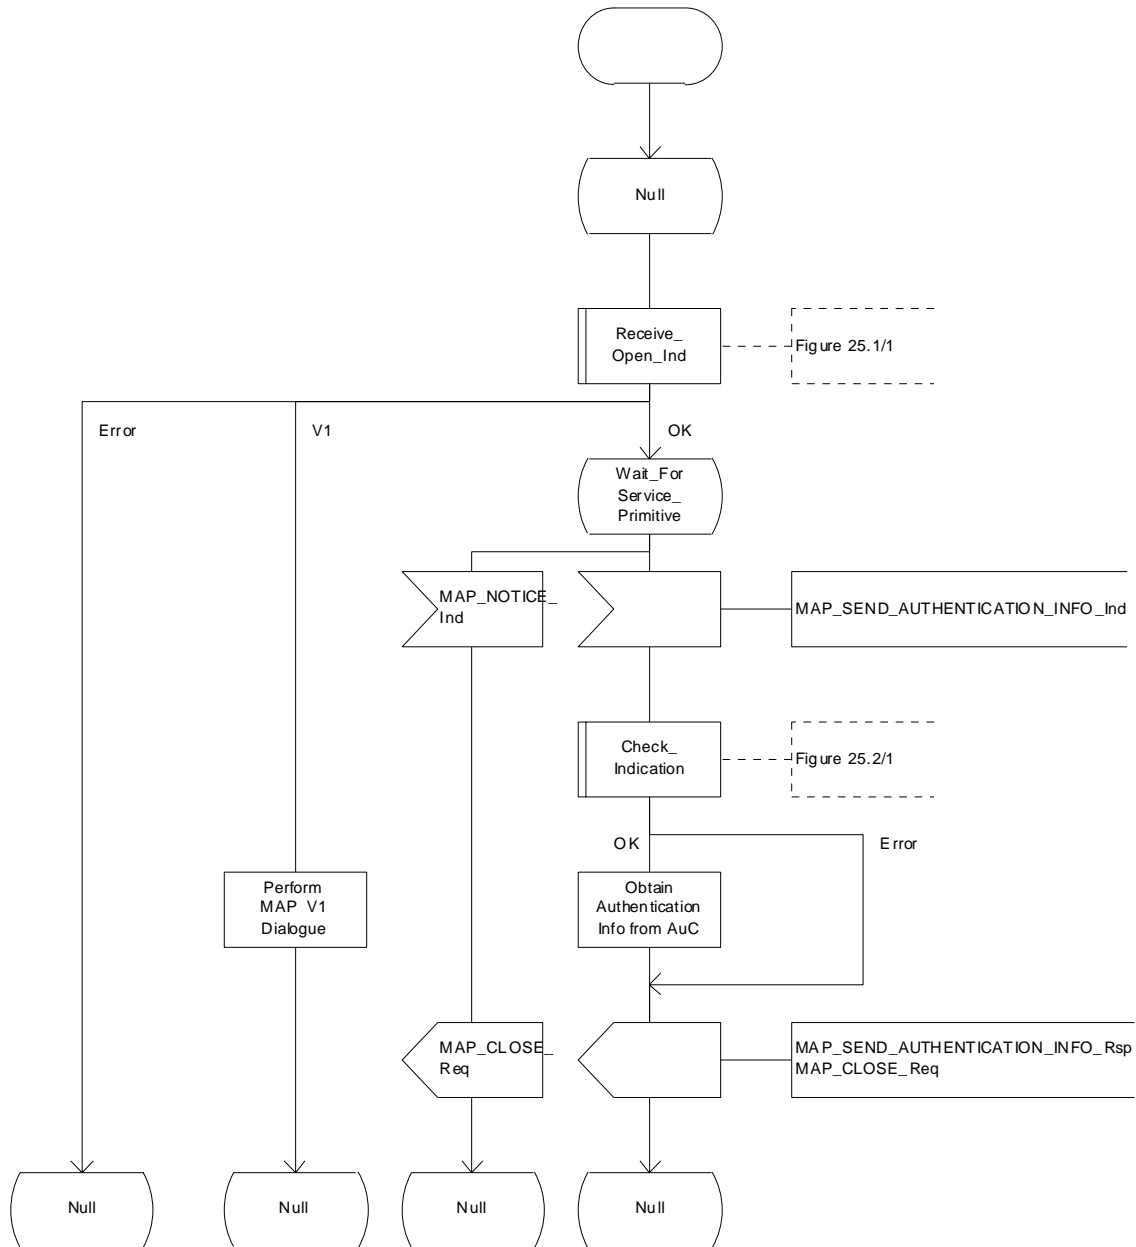 Null
Receive_
Open_Ind
Figure 25.1/1
Error
V1
OK
Wait_For
Service_
Primitive
MAP_NOTICE_
Ind
MAP_SEND_AUTHENTICATION_INFO_Ind
Check_
Indication
Figure 25.2/1
OK
Error
Perform
MAP V1
Dialogue
Obtain
Authentication
Info from AuC
MAP_CLOSE_
Req
MAP_SEND_AUTHENTICATION_INFO_Rsp
MAP_CLOSE_Req
Null
Null
Null
Null